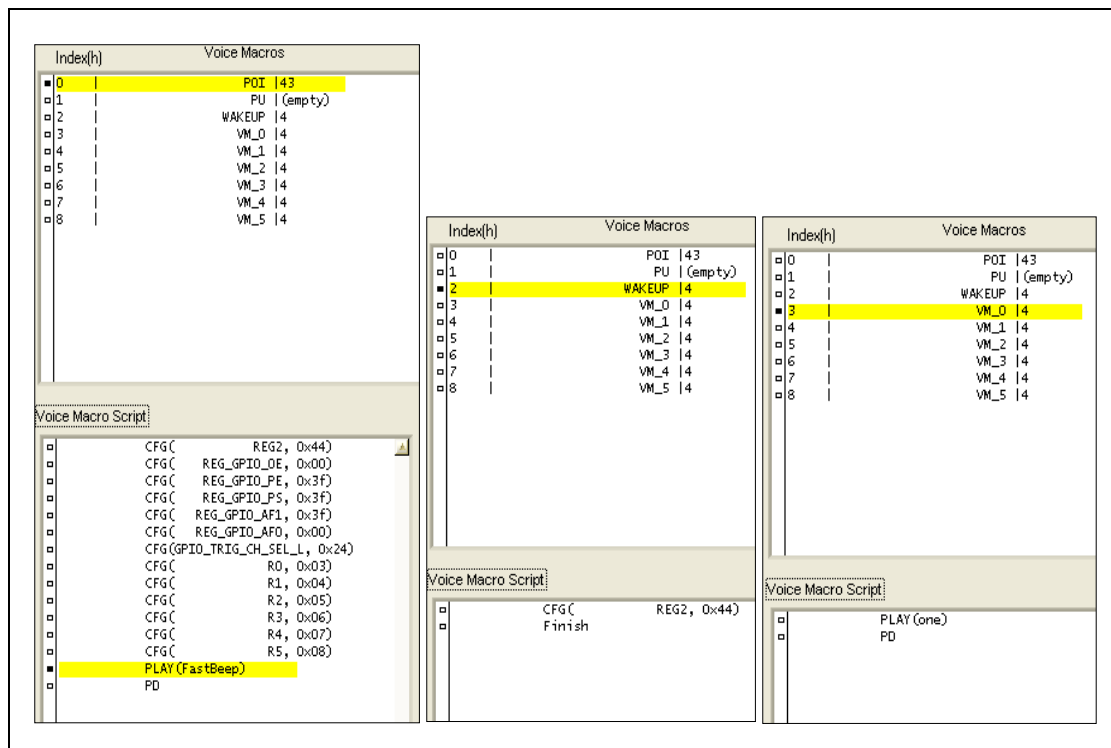 Index(h) Voice Macros
0 | POI |43
1 | PU |(empty)
2 | WAKEUP |4
3 | VM_0 |4
4 | VM_1 |4
5 | VM_2 |4
6 | VM_3 |4
7 | VM_4 |4
8 | VM_5 |4
Voice Macro Script
CFG( REG2, 0x44)
CFG( REG_GPIO_OE, 0x00)
CFG( REG_GPIO_PE, 0x3f)
CFG( REG_GPIO_PS, 0x3f)
CFG( REG_GPIO_AF1, 0x3f)
CFG( REG_GPIO_AF0, 0x00)
CFG(GPIO_TRIG_CH_SEL_L, 0x24)
CFG( R0, 0x03)
CFG( R1, 0x04)
CFG( R2, 0x05)
CFG( R3, 0x06)
CFG( R4, 0x07)
CFG( R5, 0x08)
PLAY(FastBeep)
PD
Index(h) Voice Macros
0 | POI |43
1 | PU |(empty)
2 | WAKEUP |4
3 | VM_0 |4
4 | VM_1 |4
5 | VM_2 |4
6 | VM_3 |4
7 | VM_4 |4
8 | VM_5 |4
Voice Macro Script
CFG( REG2, 0x44)
Finish
Index(h) Voice Macros
0 | POI |43
1 | PU |(empty)
2 | WAKEUP |4
3 | VM_0 |4
4 | VM_1 |4
5 | VM_2 |4
6 | VM_3 |4
7 | VM_4 |4
8 | VM_5 |4
Voice Macro Script
PLAY(one)
PD